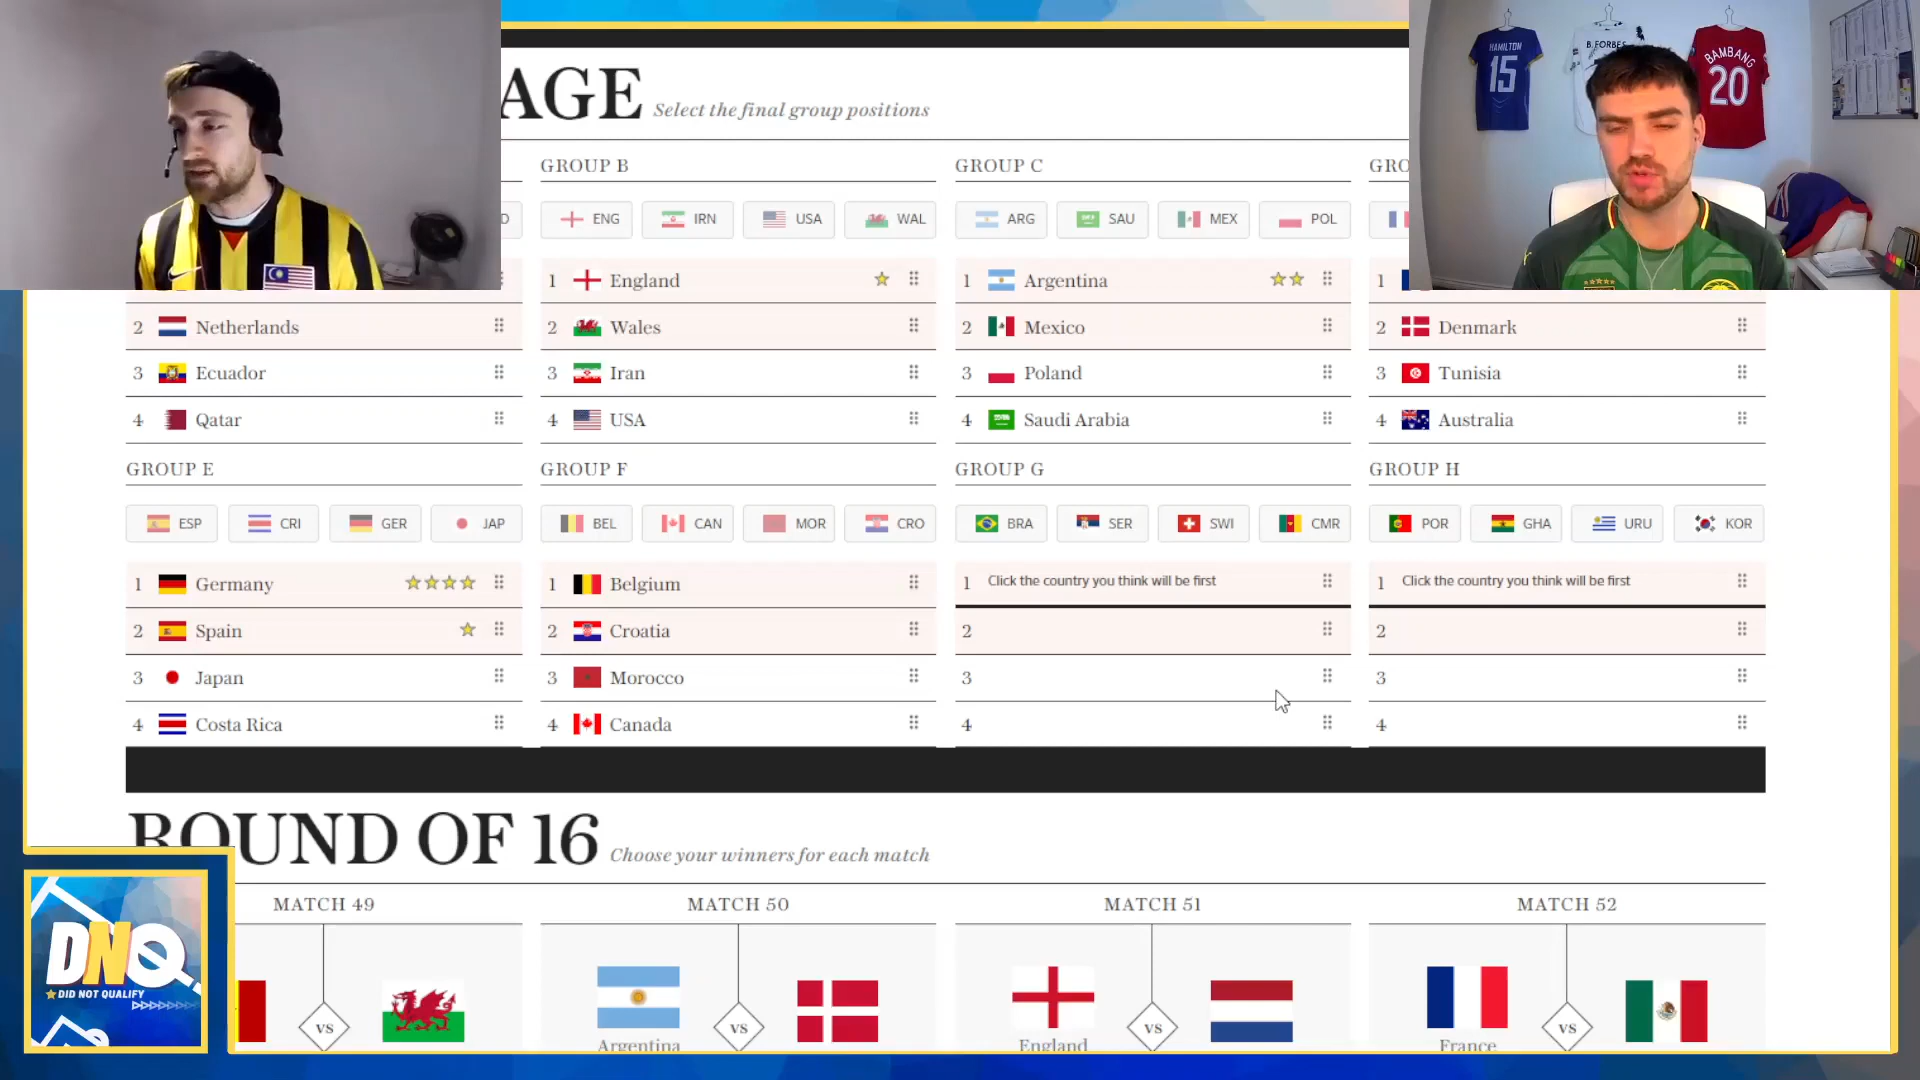 AGE Select the final group positions
HAMILTON
15
B. FORBES
BAMBANG
20
GROUP B
GROUP C
GRO
D
ENG IRN USA WAL
ARG SAU MEX POL
1 England
2 Wales
3 Iran
4 USA
1 Argentina
2 Mexico
3 Poland
4 Saudi Arabia
1
2 Denmark
3 Tunisia
4 Australia
2 Netherlands
3 Ecuador
4 Qatar
GROUP E
ESP CRI GER JAP
1 Germany
2 Spain
3 Japan
4 Costa Rica
GROUP F
BEL CAN MOR CRO
1 Belgium
2 Croatia
3 Morocco
4 Canada
GROUP G
BRA SER SWI CMR
1 Click the country you think will be first
2
3
4
GROUP H
POR GHA URU KOR
1 Click the country you think will be first
2
3
4
ROUND OF 16 Choose your winners for each match
MATCH 49
MATCH 50
MATCH 51
MATCH 52
VS
VS
VS
VS
Argentina
England
France
DNQ
DID NOT QUALIFY